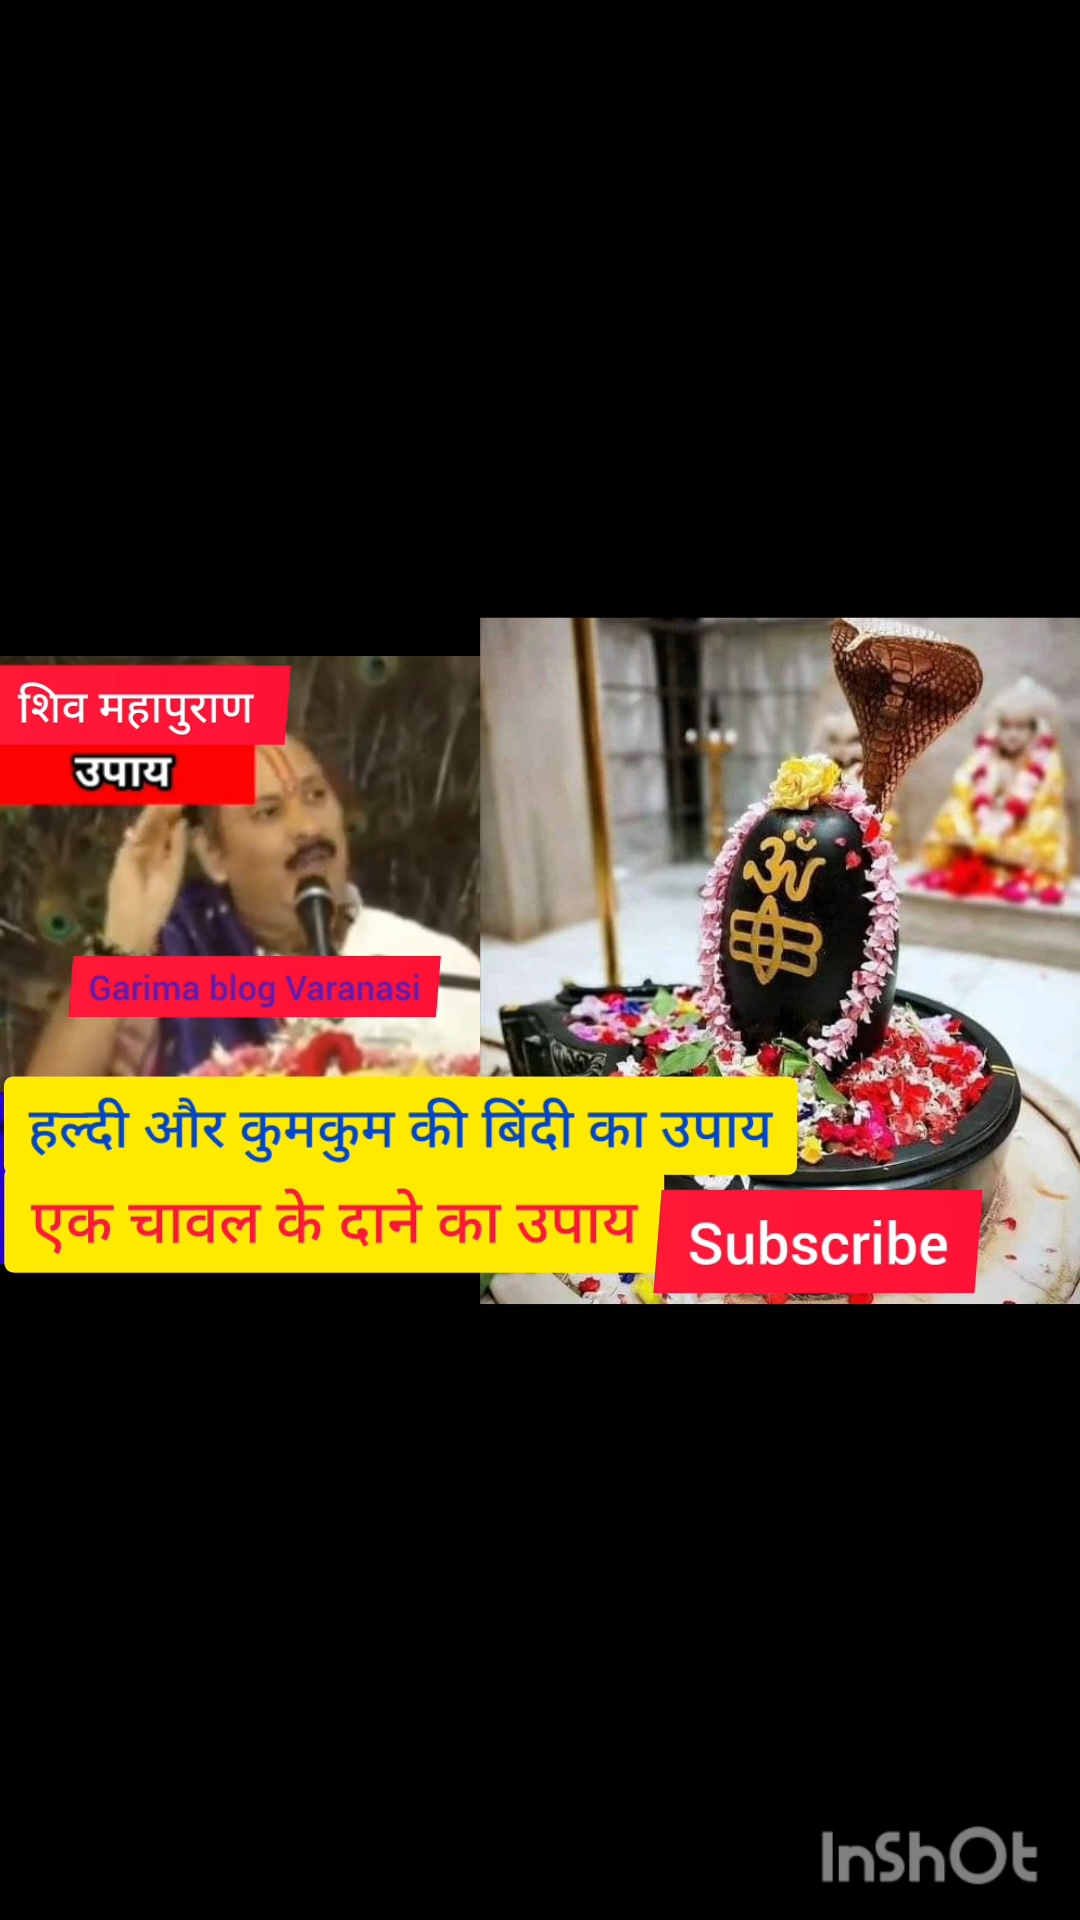 शिव महापुराण
उपाय
Garima blog Varanasi
हल्दी और कुमकुम की बिंदी का उपाय
एक चावल के दाने का उपाय
Subscribe
ॐ
InShOt